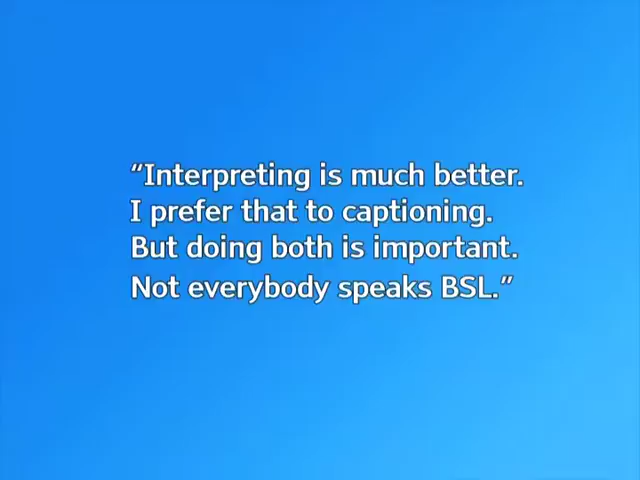 “Interpreting is much better.
I prefer that to captioning.
But doing both is important.
Not everybody speaks BSL.”